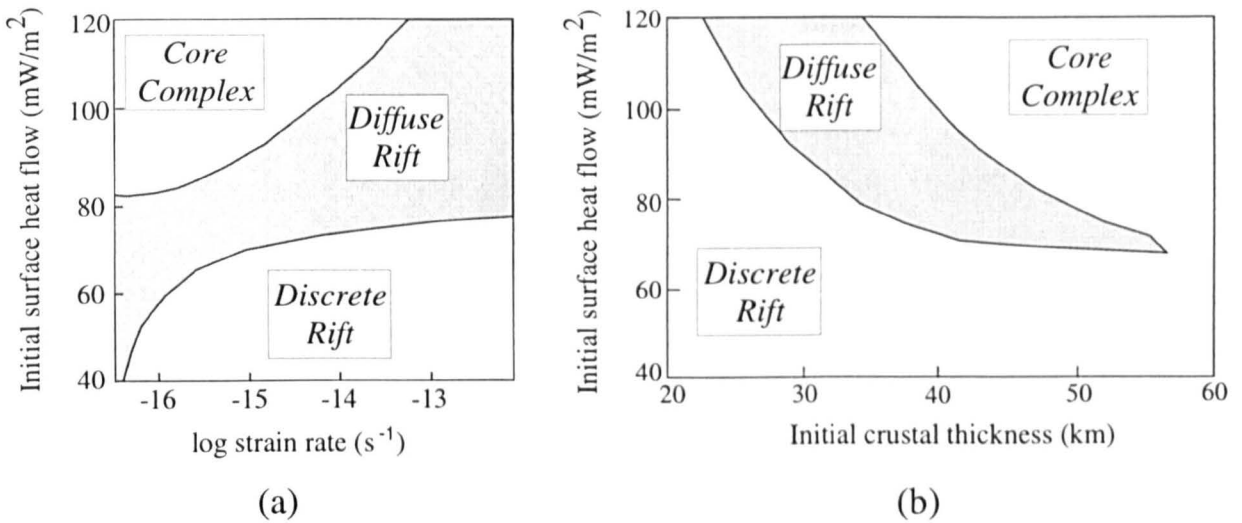 Initial surface heat flow (mW/m²)
120
100
80
60
40
Core
Complex
Diffuse
Rift
Discrete
Rift
-16
-15
-14
-13
log strain rate (s⁻¹)
(a)
Initial surface heat flow (mW/m²)
120
100
80
60
40
Diffuse
Rift
Core
Complex
Discrete
Rift
20
30
40
50
60
Initial crustal thickness (km)
(b)